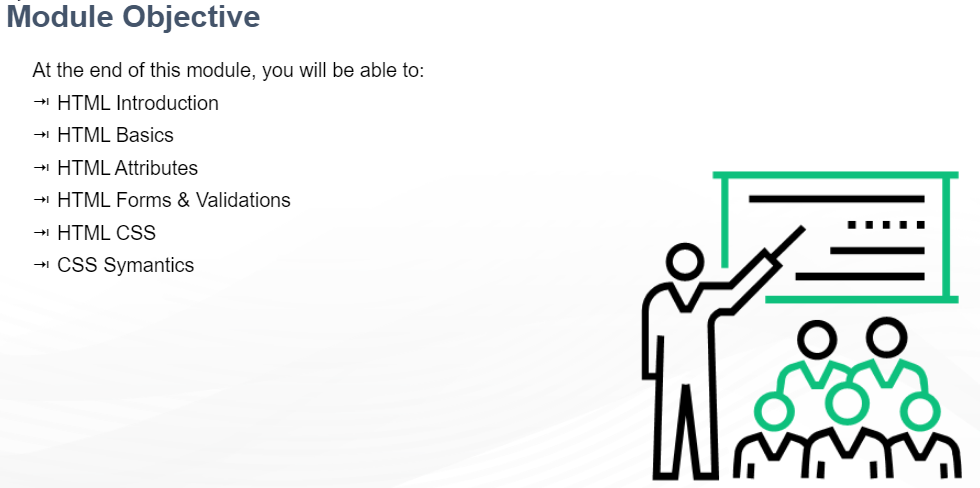 Module Objective
At the end of this module, you will be able to:
⇥ HTML Introduction
⇥ HTML Basics
⇥ HTML Attributes
⇥ HTML Forms & Validations
⇥ HTML CSS
⇥ CSS Symantics